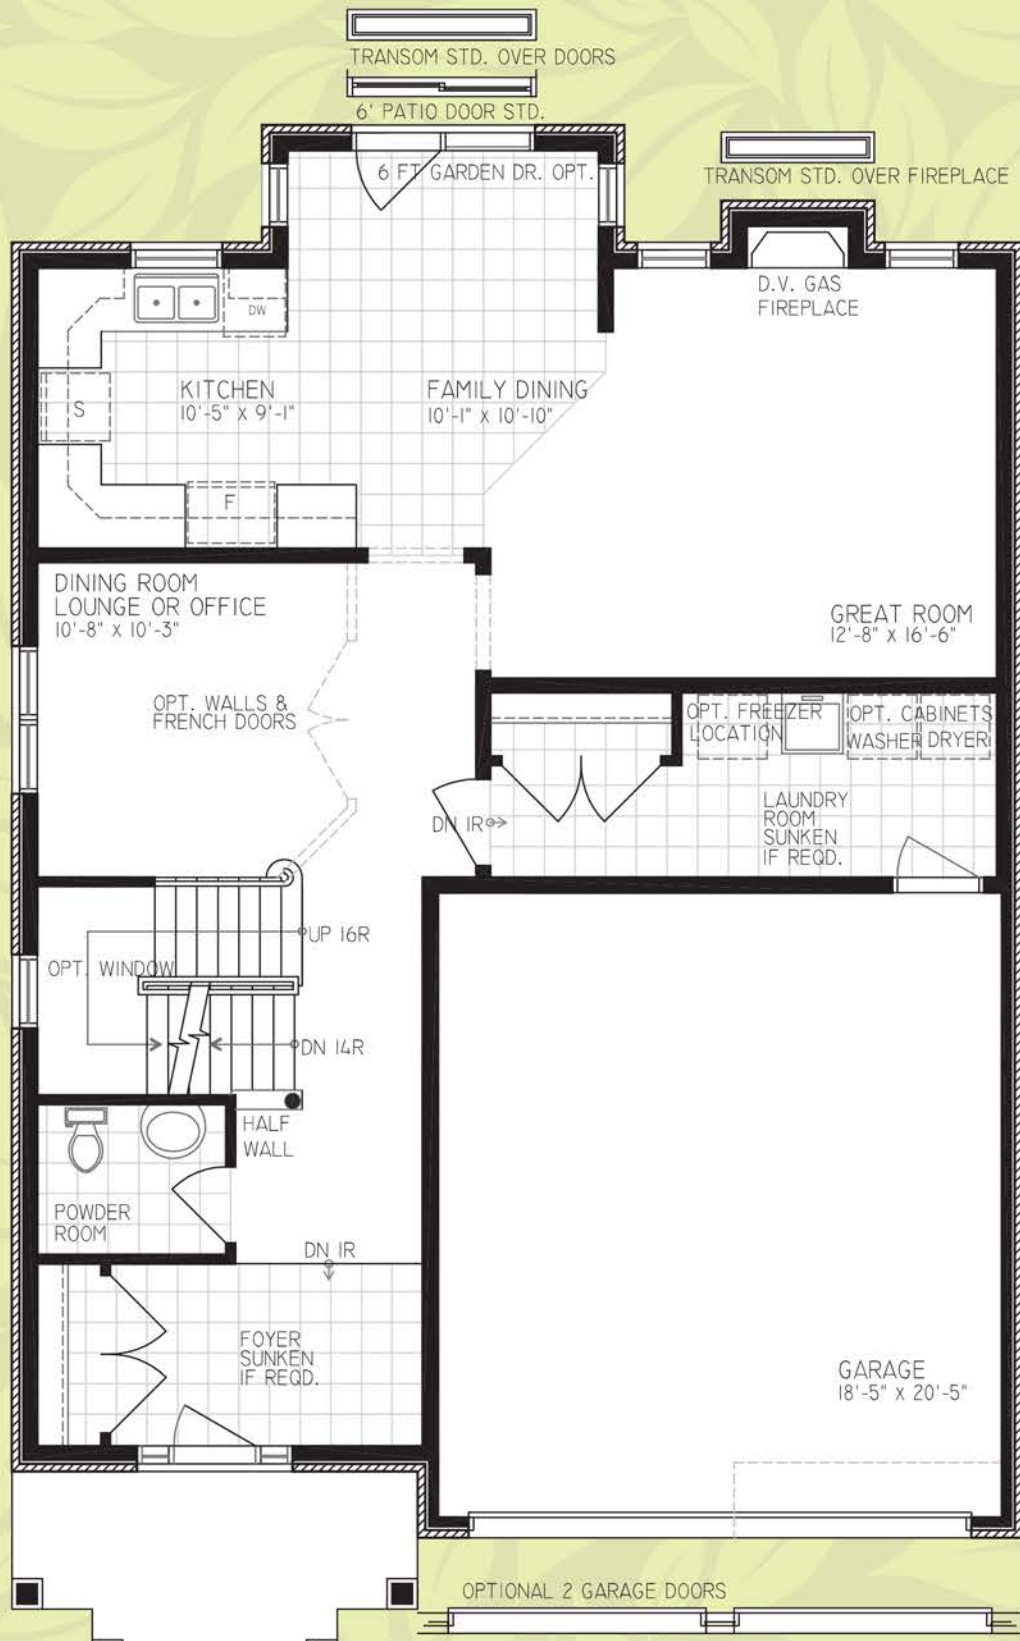 TRANSOM STD. OVER DOORS
6' PATIO DOOR STD.
6 FT GARDEN DR. OPT.
TRANSOM STD. OVER FIREPLACE
D.V. GAS
FIREPLACE
DW
KITCHEN
10'-5" X 9'-1"
FAMILY DINING
10'-1" X 10'-10"
S
F
DINING ROOM
LOUNGE OR OFFICE
10'-8" X 10'-3"
GREAT ROOM
12'-8" X 16'-6"
OPT. WALLS &
FRENCH DOORS
OPT. FREEZER
LOCATION
OPT. CABINETS
WASHER DRYER
DN 1R
LAUNDRY
ROOM
SUNKEN
IF REQD.
UP 16R
OPT. WINDOW
DN 14R
HALF
WALL
POWDER
ROOM
DN 1R
FOYER
SUNKEN
IF REQD.
GARAGE
18'-5" X 20'-5"
OPTIONAL 2 GARAGE DOORS